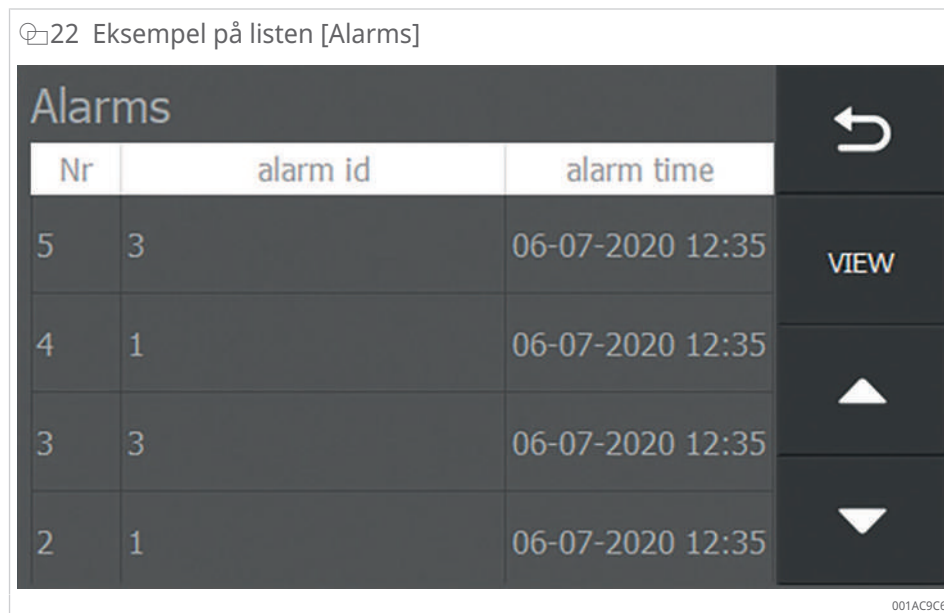 22 Eksempel på listen [Alarms]
Alarms
Nr alarm id alarm time
5 3 06-07-2020 12:35
VIEW
4 1 06-07-2020 12:35
3 3 06-07-2020 12:35
2 1 06-07-2020 12:35
001AC9C6